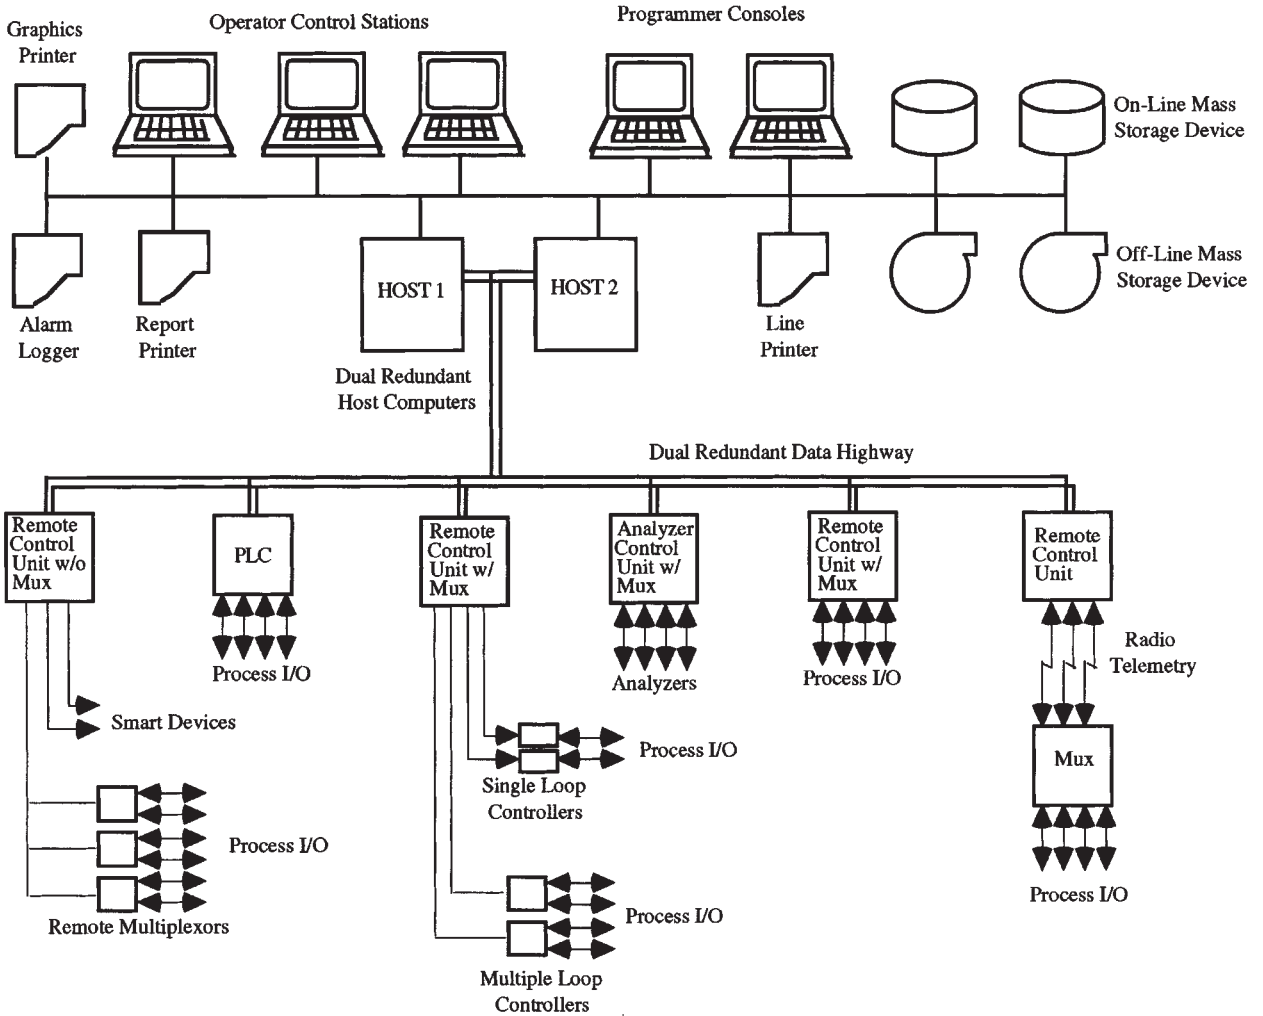 Graphics
Printer
Operator Control Stations
Programmer Consoles
On-Line Mass
Storage Device
Alarm
Logger
Report
Printer
HOST 1
HOST 2
Line
Printer
Off-Line Mass
Storage Device
Dual Redundant
Host Computers
Dual Redundant Data Highway
Remote
Control
Unit w/o
Mux
PLC
Remote
Control
Unit w/
Mux
Analyzer
Control
Unit w/
Mux
Remote
Control
Unit w/
Mux
Remote
Control
Unit
Process I/O
Analyzers
Process I/O
Radio
Telemetry
Smart Devices
Process I/O
Single Loop
Controllers
Mux
Process I/O
Remote Multiplexors
Process I/O
Multiple Loop
Controllers
Process I/O